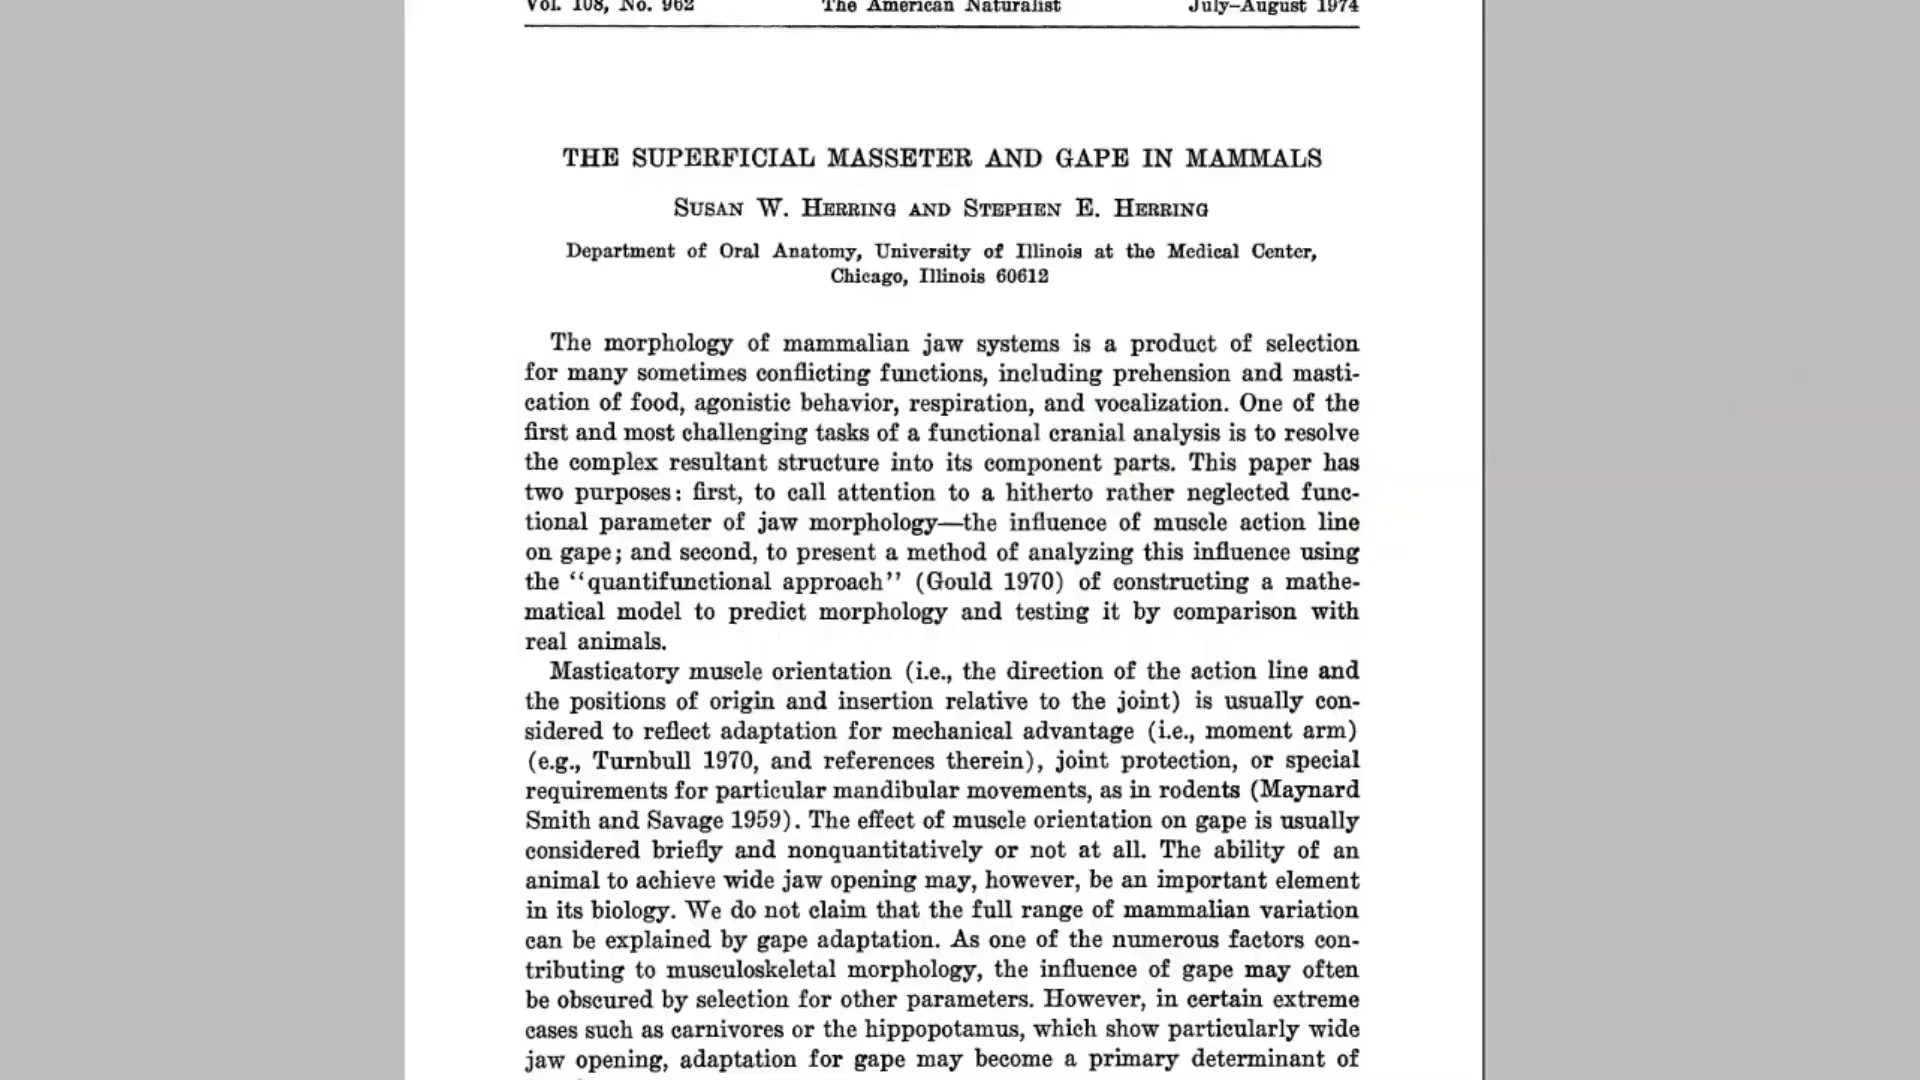 Vol. 108, No. 962 The American Naturalist July–August 1974
THE SUPERFICIAL MASSETER AND GAPE IN MAMMALS
Susan W. Herring and Stephen E. Herring
Department of Oral Anatomy, University of Illinois at the Medical Center,
Chicago, Illinois 60612
The morphology of mammalian jaw systems is a product of selection
for many sometimes conflicting functions, including prehension and masti-
cation of food, agonistic behavior, respiration, and vocalization. One of the
first and most challenging tasks of a functional cranial analysis is to resolve
the complex resultant structure into its component parts. This paper has
two purposes: first, to call attention to a hitherto rather neglected func-
tional parameter of jaw morphology—the influence of muscle action line
on gape; and second, to present a method of analyzing this influence using
the ‘‘quantifunctional approach’’ (Gould 1970) of constructing a mathe-
matical model to predict morphology and testing it by comparison with
real animals.
Masticatory muscle orientation (i.e., the direction of the action line and
the positions of origin and insertion relative to the joint) is usually con-
sidered to reflect adaptation for mechanical advantage (i.e., moment arm)
(e.g., Turnbull 1970, and references therein), joint protection, or special
requirements for particular mandibular movements, as in rodents (Maynard
Smith and Savage 1959). The effect of muscle orientation on gape is usually
considered briefly and nonquantitatively or not at all. The ability of an
animal to achieve wide jaw opening may, however, be an important element
in its biology. We do not claim that the full range of mammalian variation
can be explained by gape adaptation. As one of the numerous factors con-
tributing to musculoskeletal morphology, the influence of gape may often
be obscured by selection for other parameters. However, in certain extreme
cases such as carnivores or the hippopotamus, which show particularly wide
jaw opening, adaptation for gape may become a primary determinant of